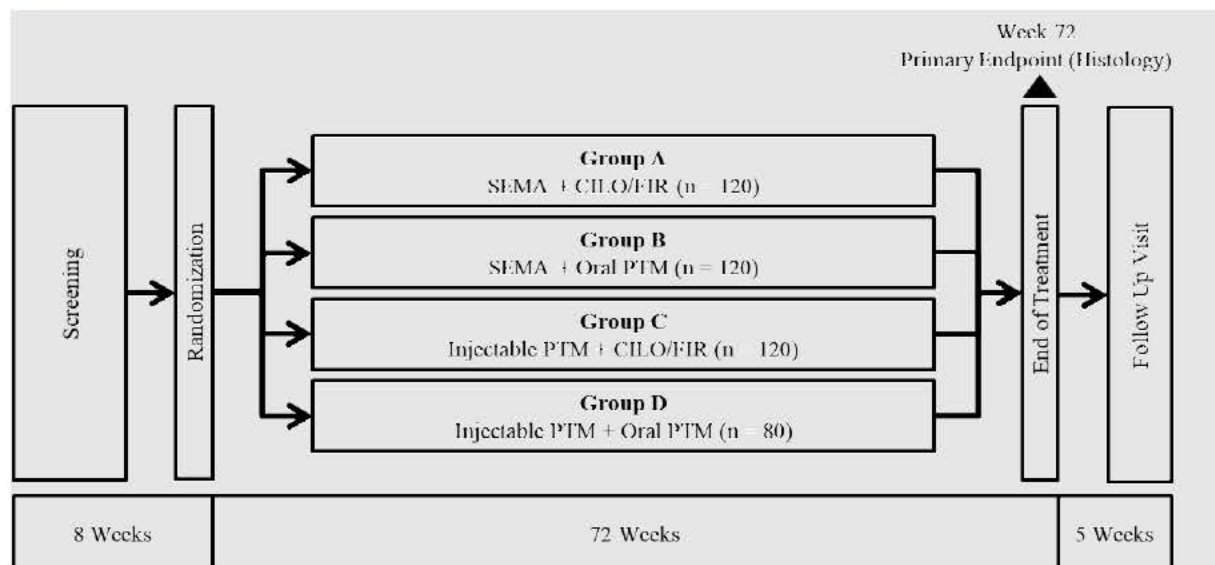 Week 72
Primary Endpoint (Histology)
Screening
Randomization
Group A
SEMA + CILO/FIR (n = 120)
Group B
SEMA + Oral PTM (n = 120)
Group C
Injectable PTM + CILO/FIR (n = 120)
Group D
Injectable PTM + Oral PTM (n = 80)
End of Treatment
Follow Up Visit
8 Weeks
72 Weeks
5 Weeks